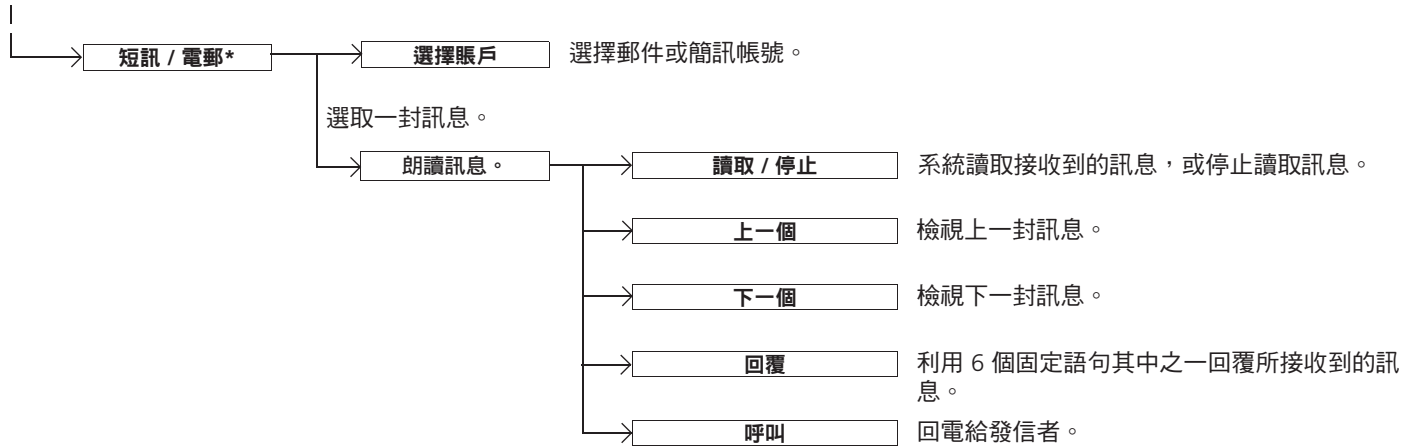 短訊 / 電郵*
選擇賬戶
選擇郵件或簡訊帳號。
選取一封訊息。
朗讀訊息。
讀取 / 停止
系統讀取接收到的訊息，或停止讀取訊息。
上一個
檢視上一封訊息。
下一個
檢視下一封訊息。
回覆
利用 6 個固定語句其中之一回覆所接收到的訊
息。
呼叫
回電給發信者。